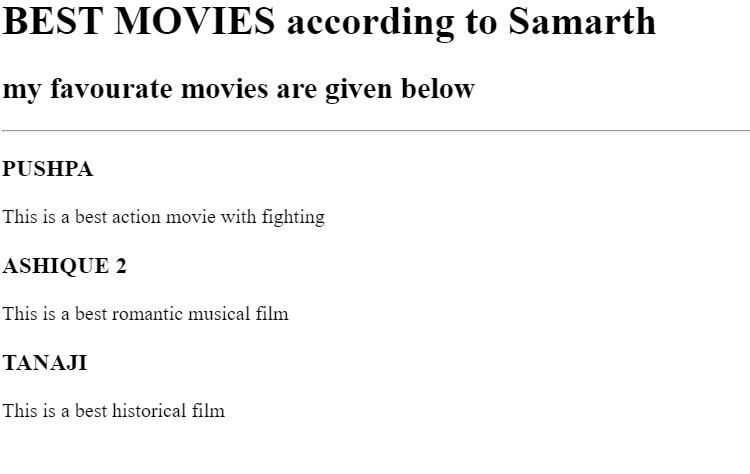 BEST MOVIES according to Samarth
my favourate movies are given below
PUSHPA
This is a best action movie with fighting
ASHIQUE 2
This is a best romantic musical film
TANAJI
This is a best historical film